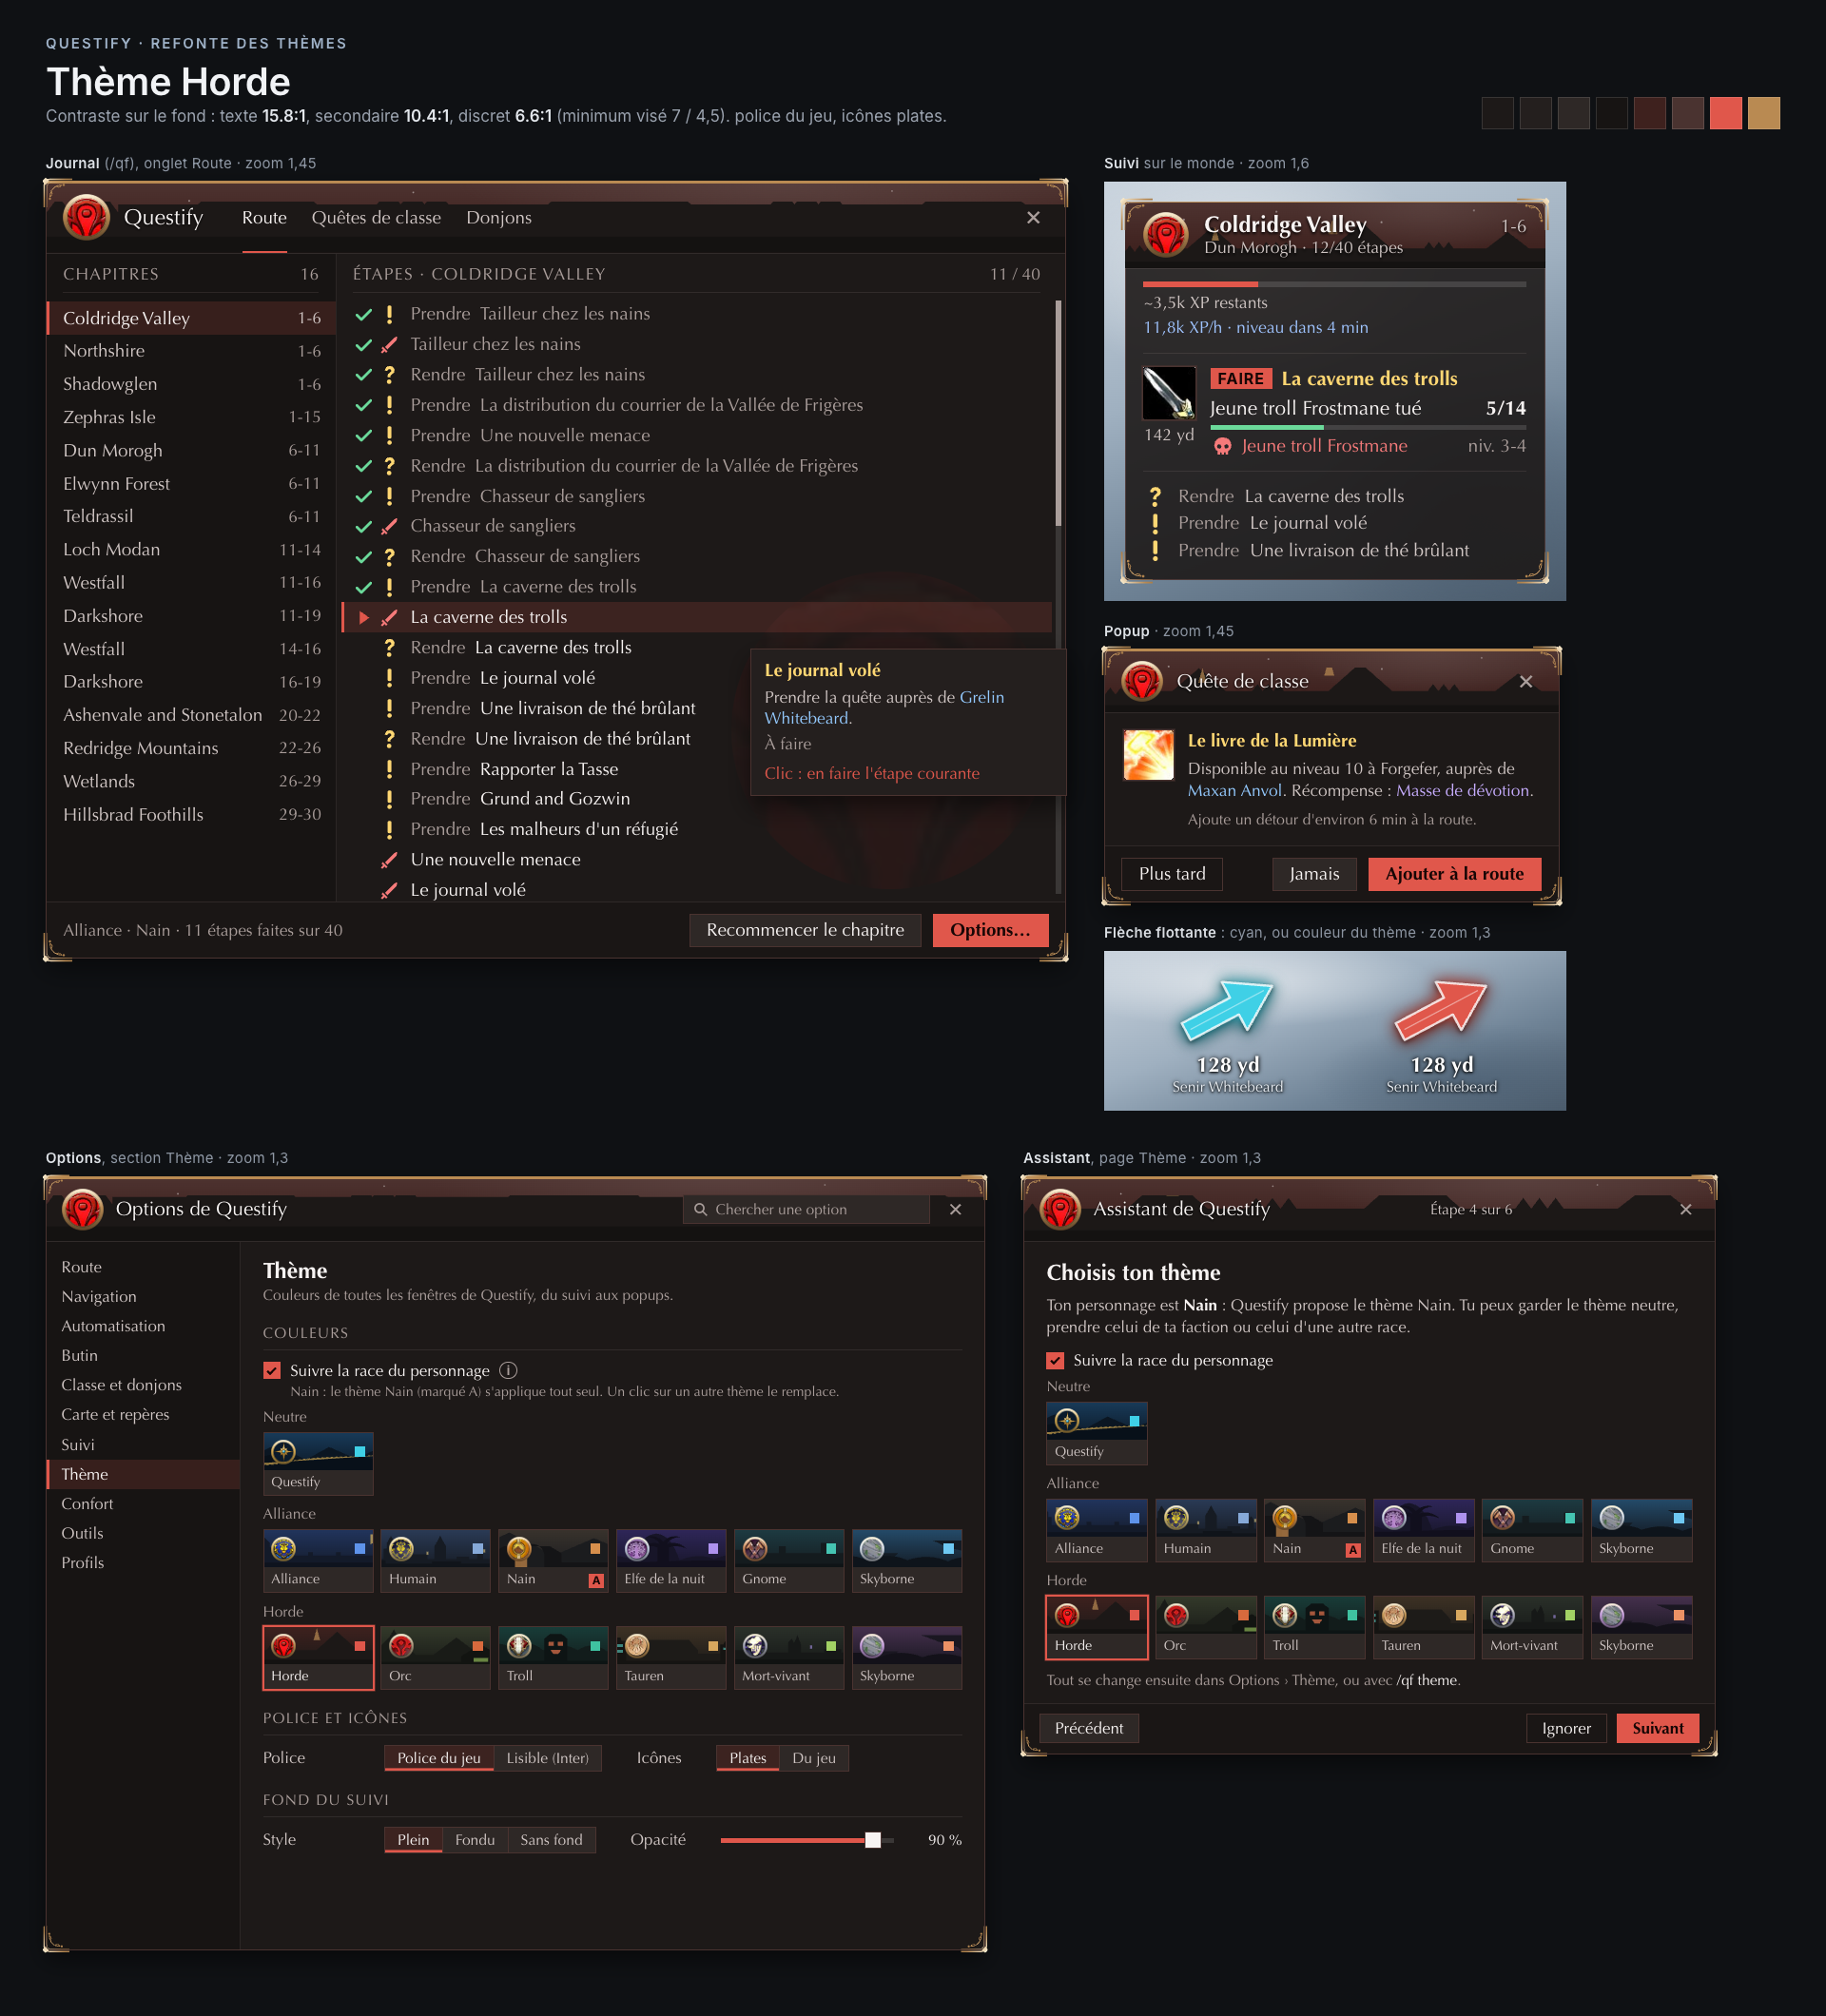 QUESTIFY · REFONTE DES THÈMES
Thème Horde
Contraste sur le fond : texte 15.8:1, secondaire 10.4:1, discret 6.6:1 (minimum visé 7 / 4,5). police du jeu, icônes plates.
Journal (/qf), onglet Route · zoom 1,45
Questify
Route
Quêtes de classe
Donjons
CHAPITRES 16
Coldridge Valley 1-6
Northshire 1-6
Shadowglen 1-6
Zephras Isle 1-15
Dun Morogh 6-11
Elwynn Forest 6-11
Teldrassil 6-11
Loch Modan 11-14
Westfall 11-16
Darkshore 11-19
Westfall 14-16
Darkshore 16-19
Ashenvale and Stonetalon 20-22
Redridge Mountains 22-26
Wetlands 26-29
Hillsbrad Foothills 29-30
ÉTAPES · COLDRIDGE VALLEY 11 / 40
Prendre Tailleur chez les nains
Tailleur chez les nains
Rendre Tailleur chez les nains
Prendre La distribution du courrier de la Vallée de Frigères
Prendre Une nouvelle menace
Rendre La distribution du courrier de la Vallée de Frigères
Prendre Chasseur de sangliers
Chasseur de sangliers
Rendre Chasseur de sangliers
Prendre La caverne des trolls
La caverne des trolls
Rendre La caverne des trolls
Prendre Le journal volé
Prendre Une livraison de thé brûlant
Rendre Une livraison de thé brûlant
Prendre Rapporter la Tasse
Prendre Grund and Gozwin
Prendre Les malheurs d'un réfugié
Une nouvelle menace
Le journal volé
Le journal volé
Prendre la quête auprès de Grelin
Whitebeard.
À faire
Clic : en faire l'étape courante
Alliance · Nain · 11 étapes faites sur 40
Recommencer le chapitre
Options…
Suivi sur le monde · zoom 1,6
Coldridge Valley 1-6
Dun Morogh · 12/40 étapes
~3,5k XP restants
11,8k XP/h · niveau dans 4 min
FAIRE La caverne des trolls
Jeune troll Frostmane tué 5/14
142 yd
Jeune troll Frostmane niv. 3-4
Rendre La caverne des trolls
Prendre Le journal volé
Prendre Une livraison de thé brûlant
Popup · zoom 1,45
Quête de classe
Le livre de la Lumière
Disponible au niveau 10 à Forgefer, auprès de
Maxan Anvol. Récompense : Masse de dévotion.
Ajoute un détour d'environ 6 min à la route.
Plus tard
Jamais
Ajouter à la route
Flèche flottante : cyan, ou couleur du thème · zoom 1,3
128 yd
Senir Whitebeard
128 yd
Senir Whitebeard
Options, section Thème · zoom 1,3
Options de Questify
Chercher une option
Route
Navigation
Automatisation
Butin
Classe et donjons
Carte et repères
Suivi
Thème
Confort
Outils
Profils
Thème
Couleurs de toutes les fenêtres de Questify, du suivi aux popups.
COULEURS
Suivre la race du personnage i
Nain : le thème Nain (marqué A) s'applique tout seul. Un clic sur un autre thème le remplace.
Neutre
Questify
Alliance
Alliance
Humain
Nain A
Elfe de la nuit
Gnome
Skyborne
Horde
Horde
Orc
Troll
Tauren
Mort-vivant
Skyborne
POLICE ET ICÔNES
Police
Police du jeu
Lisible (Inter)
Icônes
Plates
Du jeu
FOND DU SUIVI
Style
Plein
Fondu
Sans fond
Opacité
90 %
Assistant, page Thème · zoom 1,3
Assistant de Questify
Étape 4 sur 6
Choisis ton thème
Ton personnage est Nain : Questify propose le thème Nain. Tu peux garder le thème neutre,
prendre celui de ta faction ou celui d'une autre race.
Suivre la race du personnage
Neutre
Questify
Alliance
Alliance
Humain
Nain A
Elfe de la nuit
Gnome
Skyborne
Horde
Horde
Orc
Troll
Tauren
Mort-vivant
Skyborne
Tout se change ensuite dans Options › Thème, ou avec /qf theme.
Précédent
Ignorer
Suivant